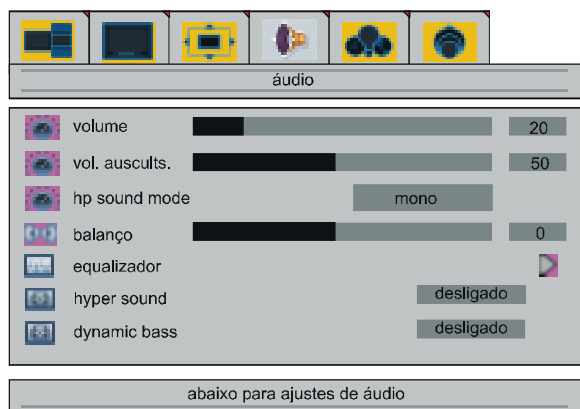 áudio
volume 20
vol. ausculta. 50
hp sound mode mono
balanço 0
equalizador
hyper sound desligado
dynamic bass desligado
abaixo para ajustes de áudio